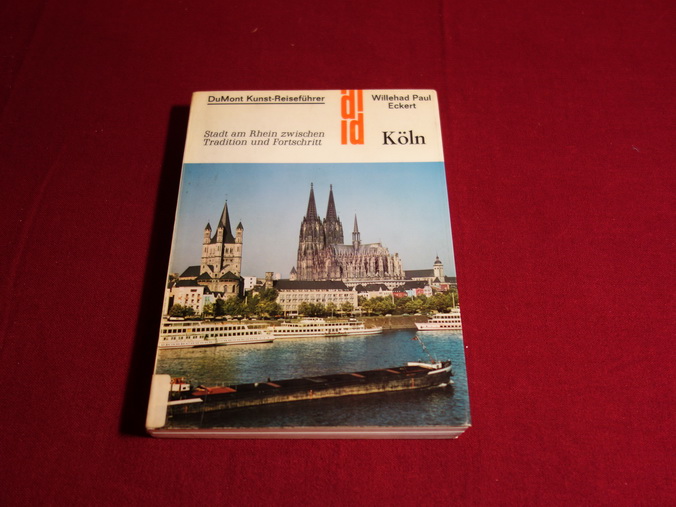 DuMont Kunst-Reiseführer
Willehad Paul
Eckert
Stadt am Rhein zwischen
Tradition und Fortschritt
Köln